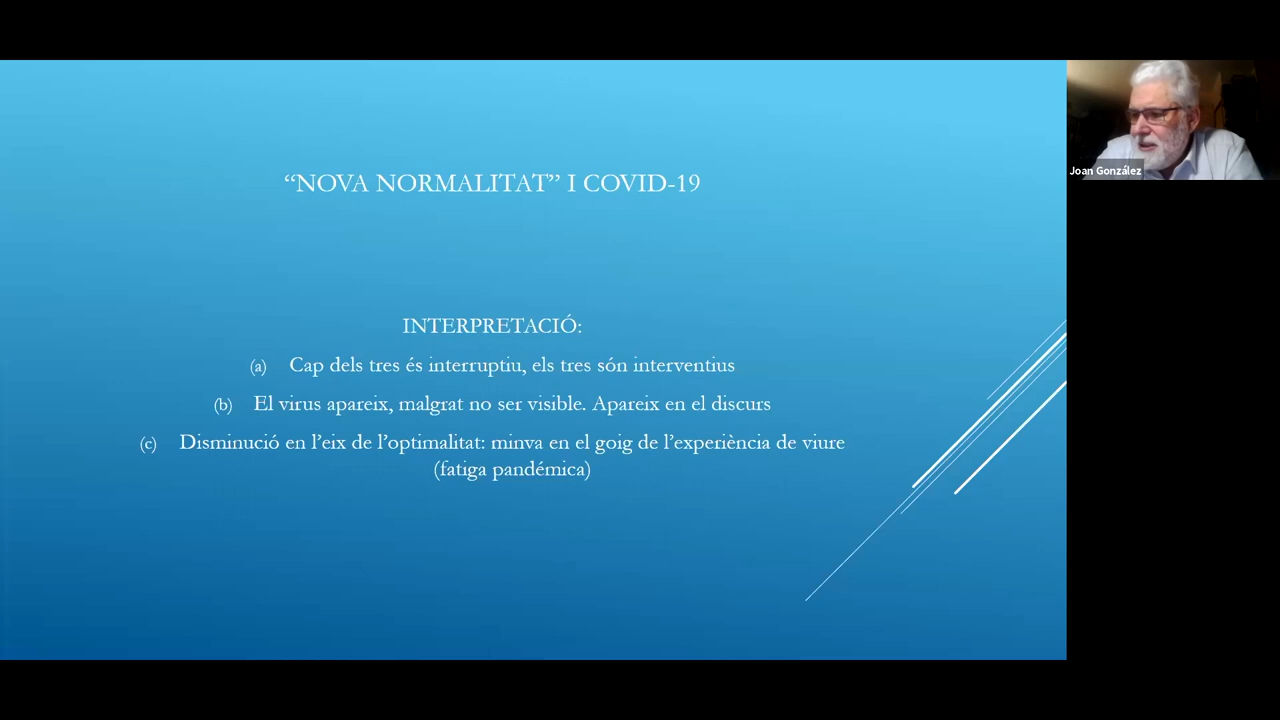 “NOVA NORMALITAT” I COVID-19
INTERPRETACIÓ:
(a) Cap dels tres és interruptiu, els tres són interventius
(b) El virus apareix, malgrat no ser visible. Apareix en el discurs
(c) Disminució en l’eix de l’optimalitat: minva en el goig de l’experiència de viure
(fatiga pandémica)
Joan González